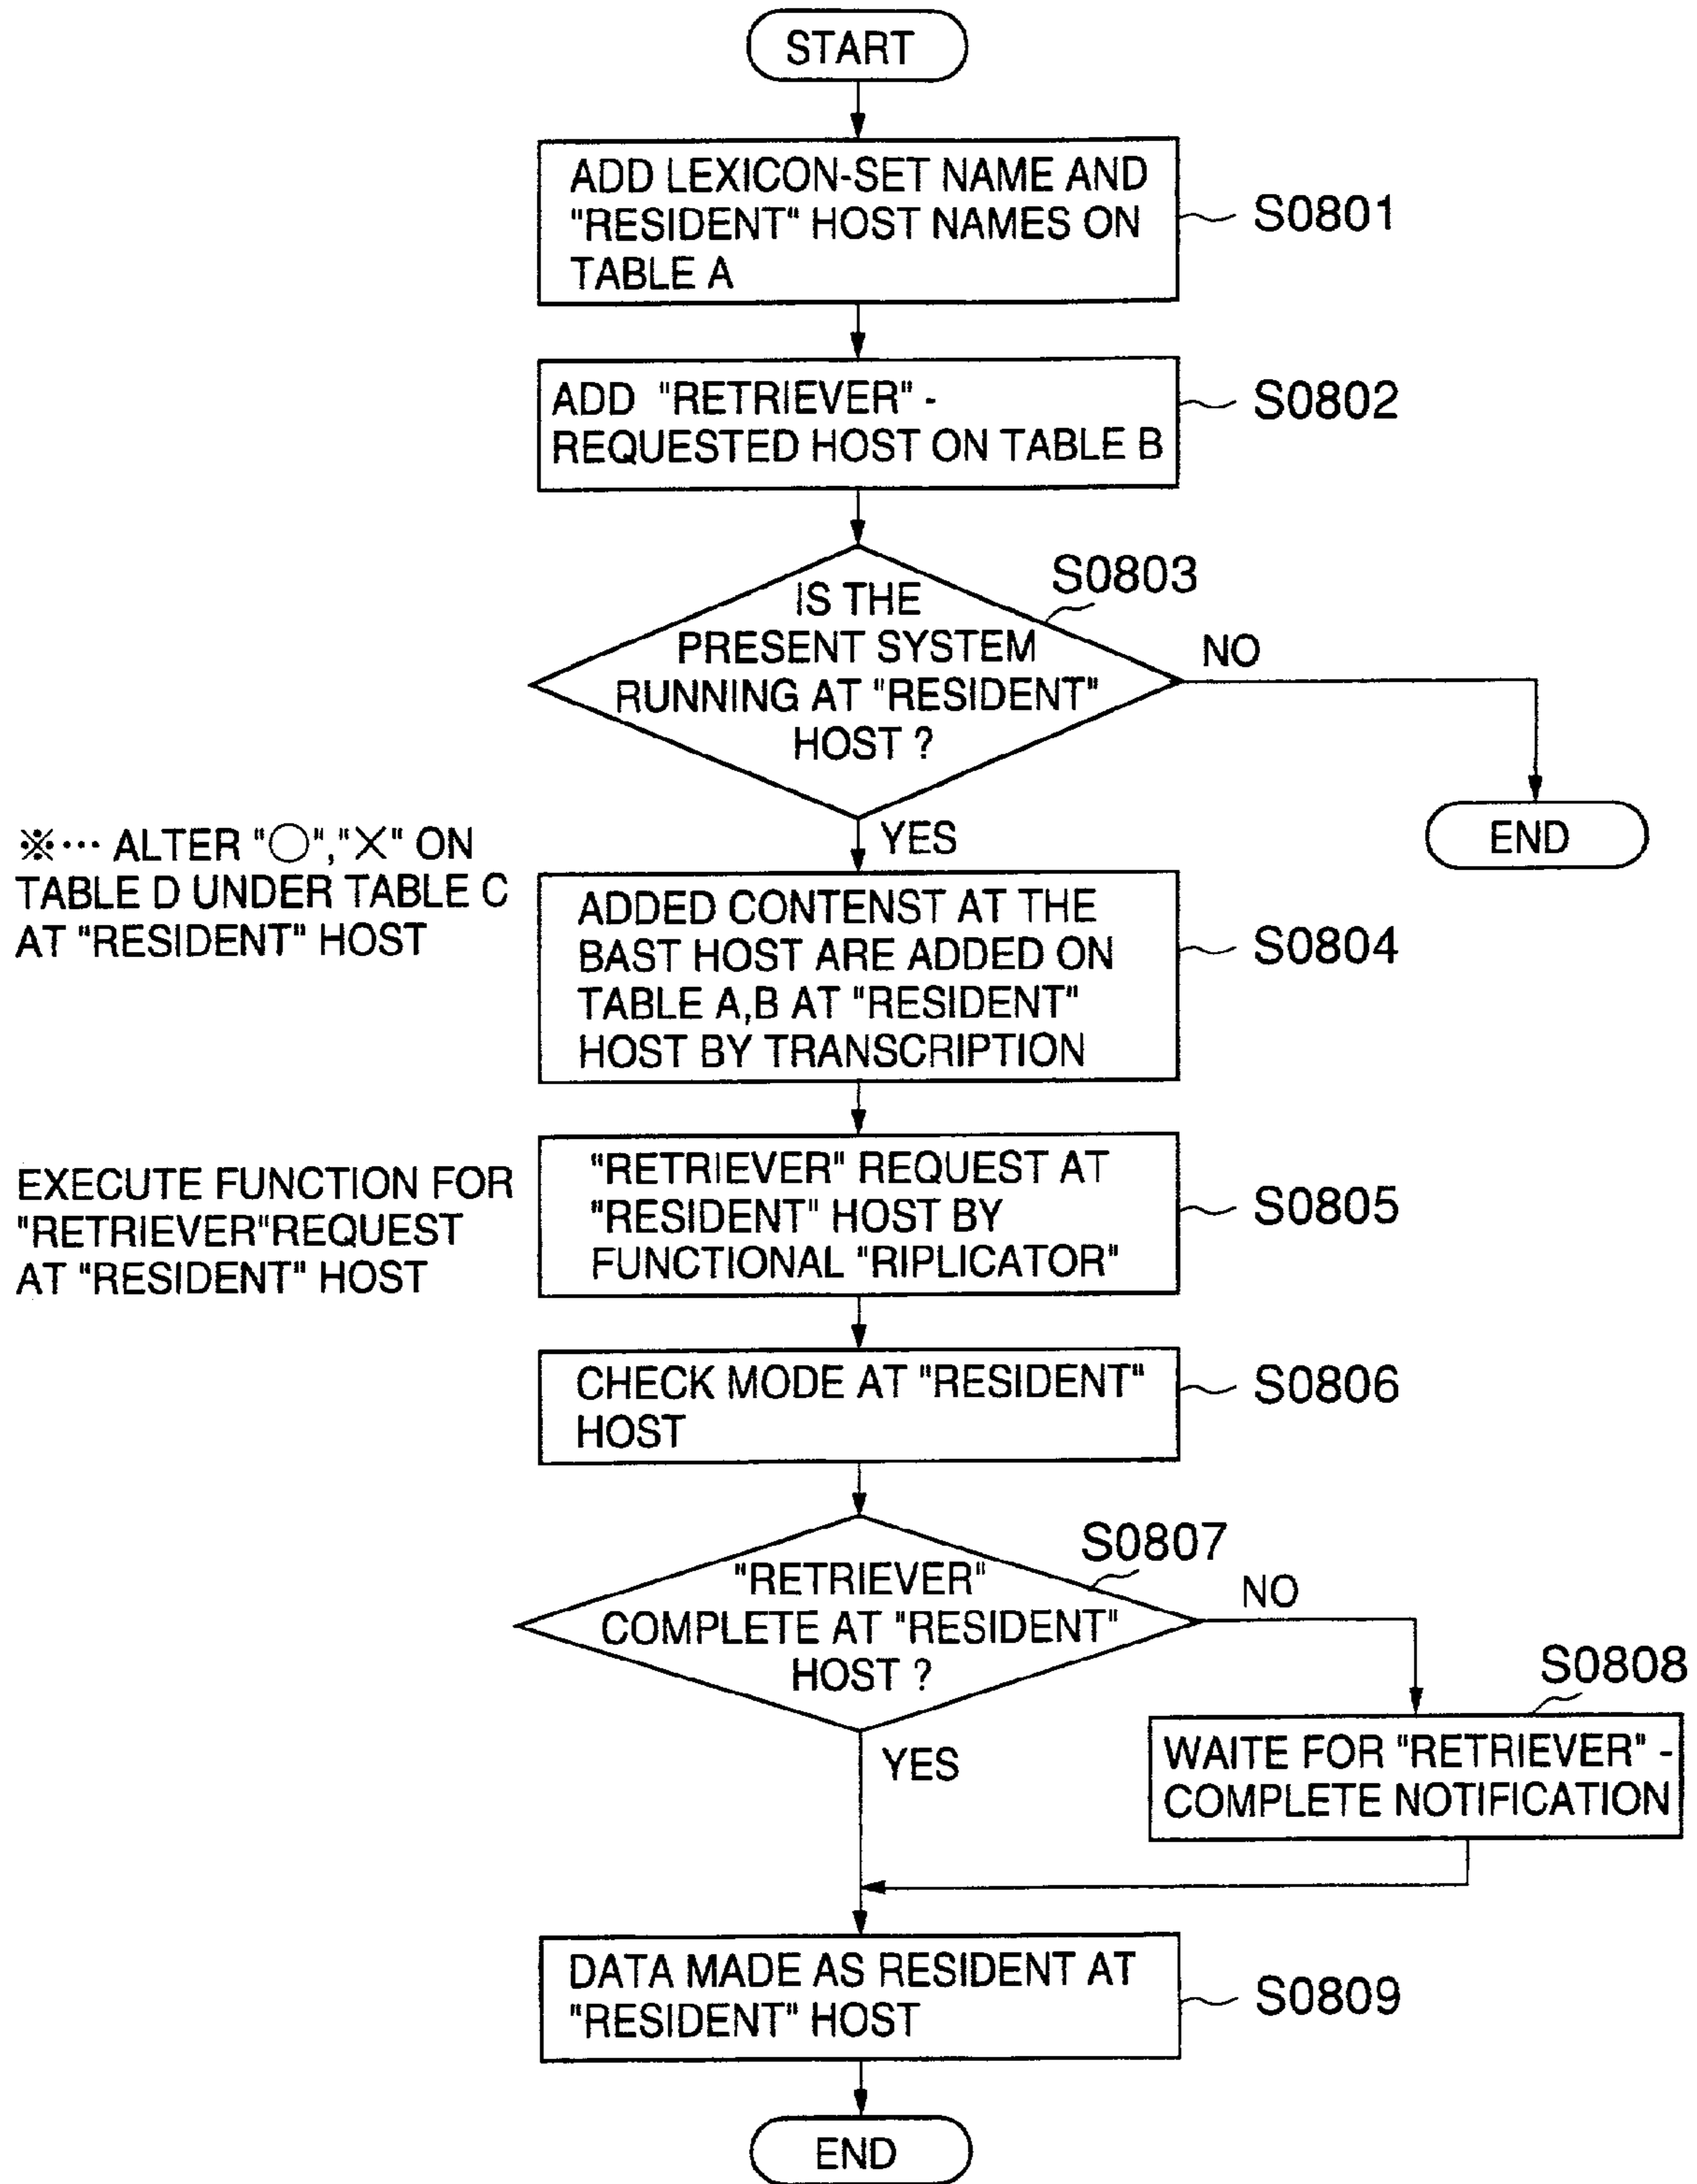 START
ADD LEXICON-SET NAME AND
"RESIDENT" HOST NAMES ON
TABLE A
S0801
ADD "RETRIEVER" -
REQUESTED HOST ON TABLE B
S0802
S0803
IS THE
PRESENT SYSTEM
RUNNING AT "RESIDENT"
HOST ?
NO
END
YES
※··· ALTER "○","×" ON
TABLE D UNDER TABLE C
AT "RESIDENT" HOST
ADDED CONTENST AT THE
BAST HOST ARE ADDED ON
TABLE A,B AT "RESIDENT"
HOST BY TRANSCRIPTION
S0804
EXECUTE FUNCTION FOR
"RETRIEVER"REQUEST
AT "RESIDENT" HOST
"RETRIEVER" REQUEST AT
"RESIDENT" HOST BY
FUNCTIONAL "RIPLICATOR"
S0805
CHECK MODE AT "RESIDENT"
HOST
S0806
S0807
"RETRIEVER"
COMPLETE AT "RESIDENT"
HOST ?
NO
S0808
WAITE FOR "RETRIEVER" -
COMPLETE NOTIFICATION
YES
DATA MADE AS RESIDENT AT
"RESIDENT" HOST
S0809
END